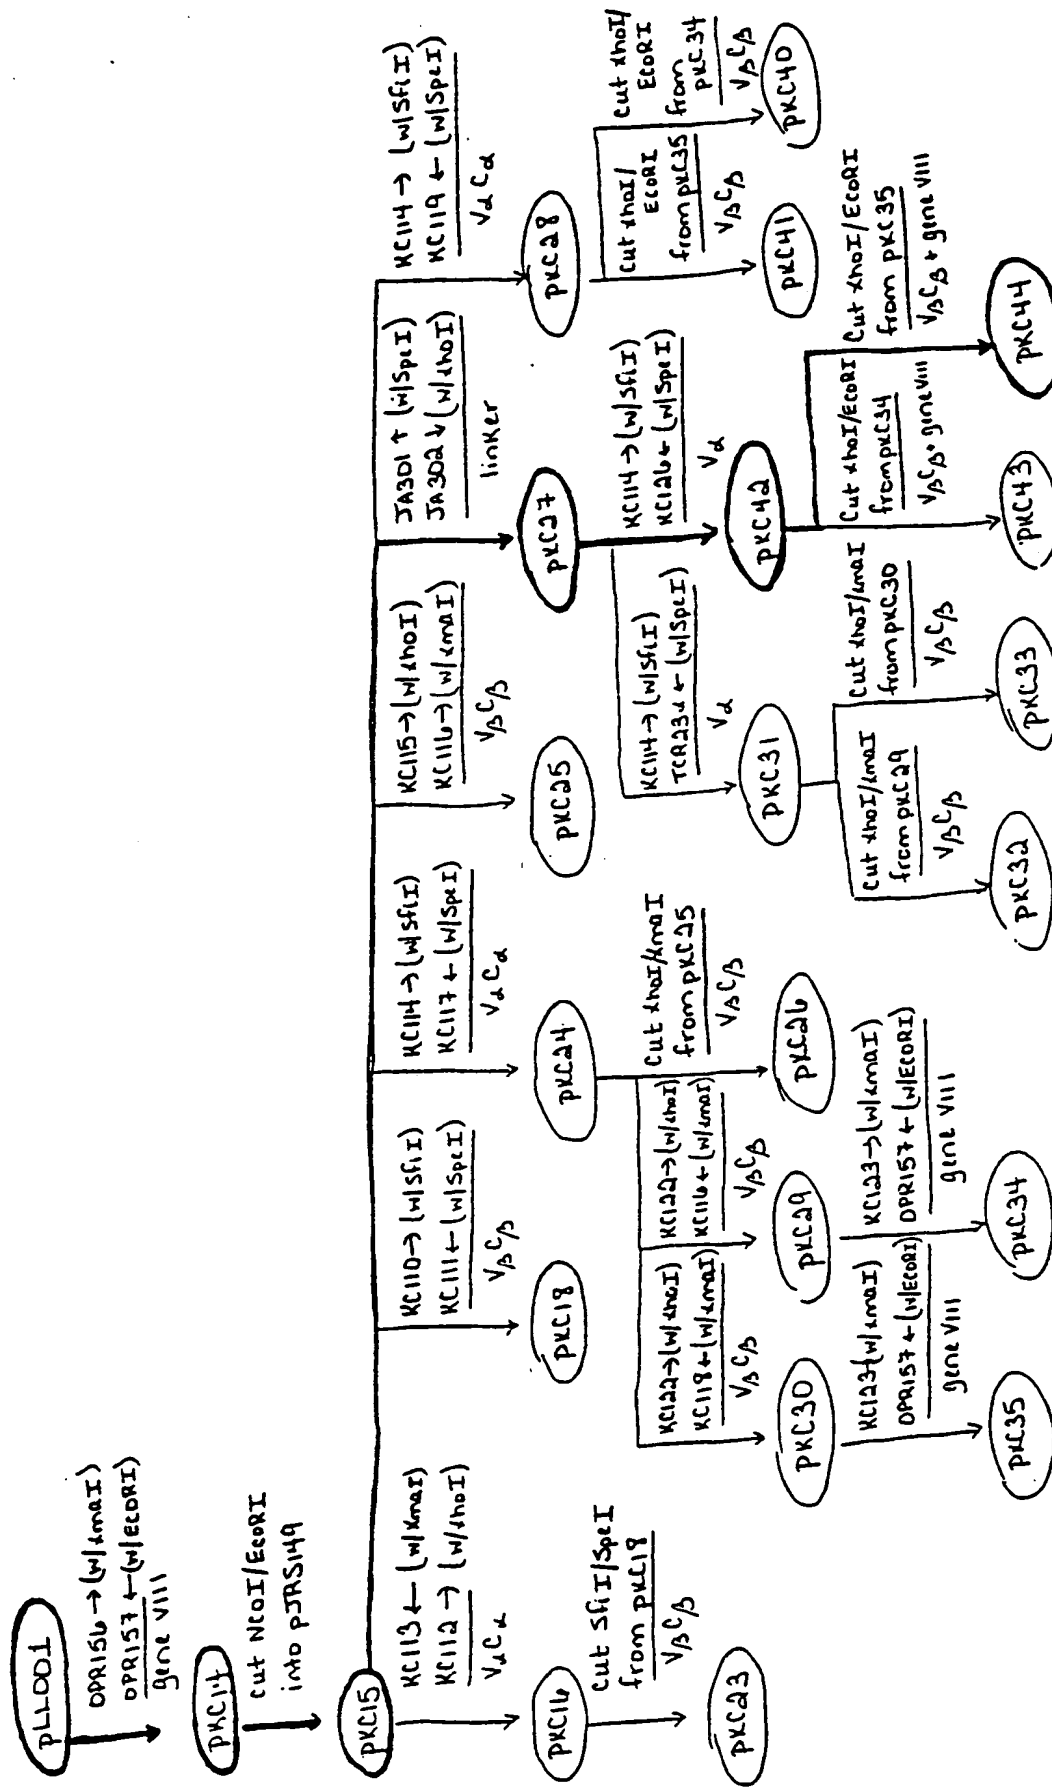 pLL001
OPR156→(w/XmaI)
OPR157←(w/ECORI)
gene VIII
pKC14
Cut NcoI/EcoRI
into pJRS149
pKC15
KC113←(w/XmaI)
KC112→(w/XhoI)
VαCα
pKC16
Cut SfiI/SpeI
from pKC18
VβCβ
pKC23
KC110→(w/SfiI)
KC111←(w/SpeI)
VβCβ
pKC18
KC114→(w/SfiI)
KC117←(w/SpeI)
VαCα
pKC24
KC122→(w/XhoI)
KC118←(w/XmaI)
VβCβ
pKC30
KC123→(w/XmaI)
OPR157←(w/ECORI)
gene VIII
pKC35
KC122→(w/XhoI)
KC116←(w/XmaI)
VβCβ
pKC29
KC123→(w/XmaI)
OPR157←(w/ECORI)
gene VIII
pKC34
Cut XhoI/XmaI
from pKC25
VβCβ
pKC26
KC115→(w/XhoI)
KC116→(w/XmaI)
VβCβ
pKC25
JA301←(w/SpeI)
JA302←(w/XhoI)
linker
pKC27
KC114→(w/SfiI)
TCR23α←(w/SpeI)
Vα
pKC31
Cut XhoI/XmaI
from pKC29
VβCβ
pKC32
Cut XhoI/XmaI
from pKC30
VβCβ
pKC33
KC114→(w/SfiI)
KC126←(w/SpeI)
Vα
pKC42
Cut XhoI/ECORI
from pKC34
VβCβ+gene VIII
pKC43
Cut XhoI/ECORI
from pKC35
VβCβ + gene VIII
pKC44
KC114→(w/SfiI)
KC119←(w/SpeI)
VαCα
pKC28
Cut XhoI/
ECORI
from pKC35
VβCβ
pKC41
Cut XhoI/
ECORI
from
pKC34
VβCβ
pKC40